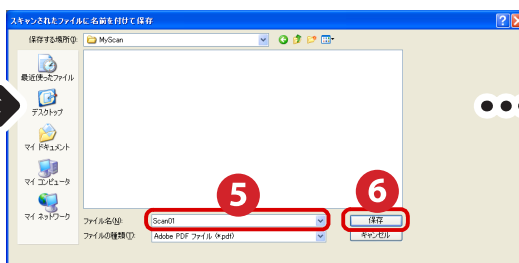 スキャンされたファイルに名前を付けて保存
保存する場所(I): MyScan
最近使ったファイル
デスクトップ
マイ ドキュメント
マイ コンピュータ
マイ ネットワーク
5
6
ファイル名(N): Scan01 保存
ファイルの種類(T): Adobe PDF ファイル (*.pdf) キャンセル